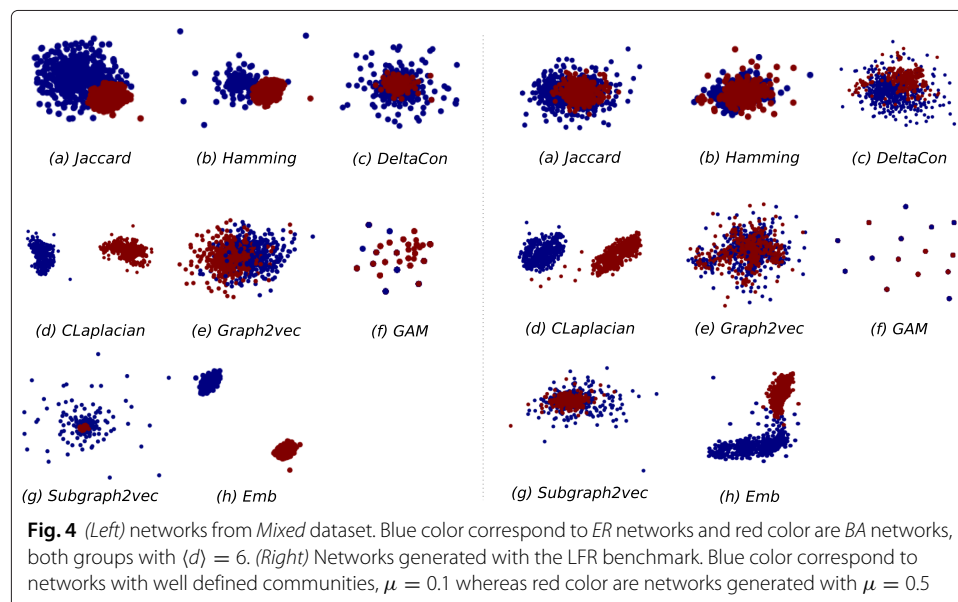 (a) Jaccard (b) Hamming (c) DeltaCon
(a) Jaccard (b) Hamming (c) DeltaCon
(d) CLaplacian (e) Graph2vec (f) GAM
(d) CLaplacian (e) Graph2vec (f) GAM
(g) Subgraph2vec (h) Emb
(g) Subgraph2vec (h) Emb
Fig. 4 (Left) networks from Mixed dataset. Blue color correspond to ER networks and red color are BA networks,
both groups with ⟨d⟩ = 6. (Right) Networks generated with the LFR benchmark. Blue color correspond to
networks with well defined communities, μ = 0.1 whereas red color are networks generated with μ = 0.5